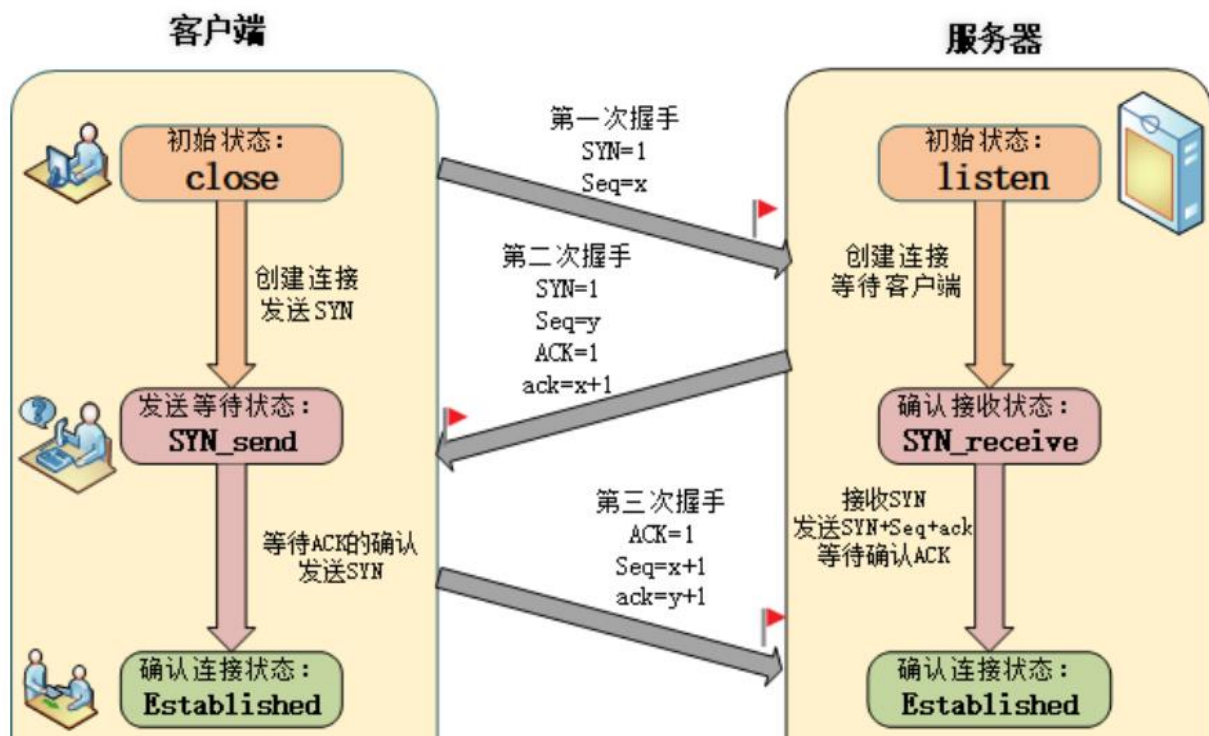 客户端
服务器
初始状态：
close
创建连接
发送SYN
发送等待状态：
SYN_send
等待ACK的确认
发送SYN
确认连接状态：
Established
第一次握手
SYN=1
Seq=x
第二次握手
SYN=1
Seq=y
ACK=1
ack=x+1
第三次握手
ACK=1
Seq=x+1
ack=y+1
初始状态：
listen
创建连接
等待客户端
确认接收状态：
SYN_receive
接收SYN
发送SYN+Seq+ack
等待确认ACK
确认连接状态：
Established